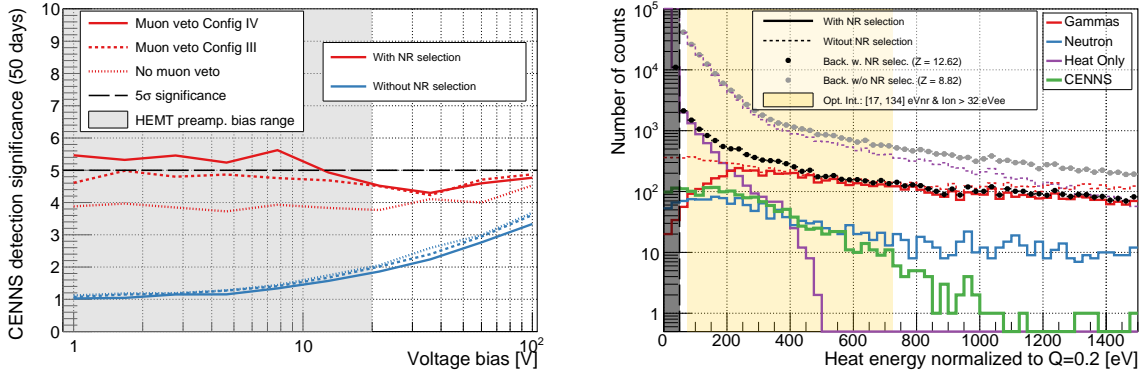 CENNS detection significance (50 days)
10
9
8
7
6
5
4
3
2
1
0
Muon veto Config IV
Muon veto Config III
No muon veto
5σ significance
HEMT preamp. bias range
With NR selection
Without NR selection
1
10
10²
Voltage bias [V]
Number of counts
10⁵
10⁴
10³
10²
10
1
With NR selection
Witout NR selection
Back. w. NR selec. (Z = 12.62)
Back. w/o NR selec. (Z = 8.82)
Opt. Int.: [17, 134] eVnr & Ion > 32 eVee
Gammas
Neutron
Heat Only
CENNS
0 200 400 600 800 1000 1200 1400
Heat energy normalized to Q=0.2 [eV]